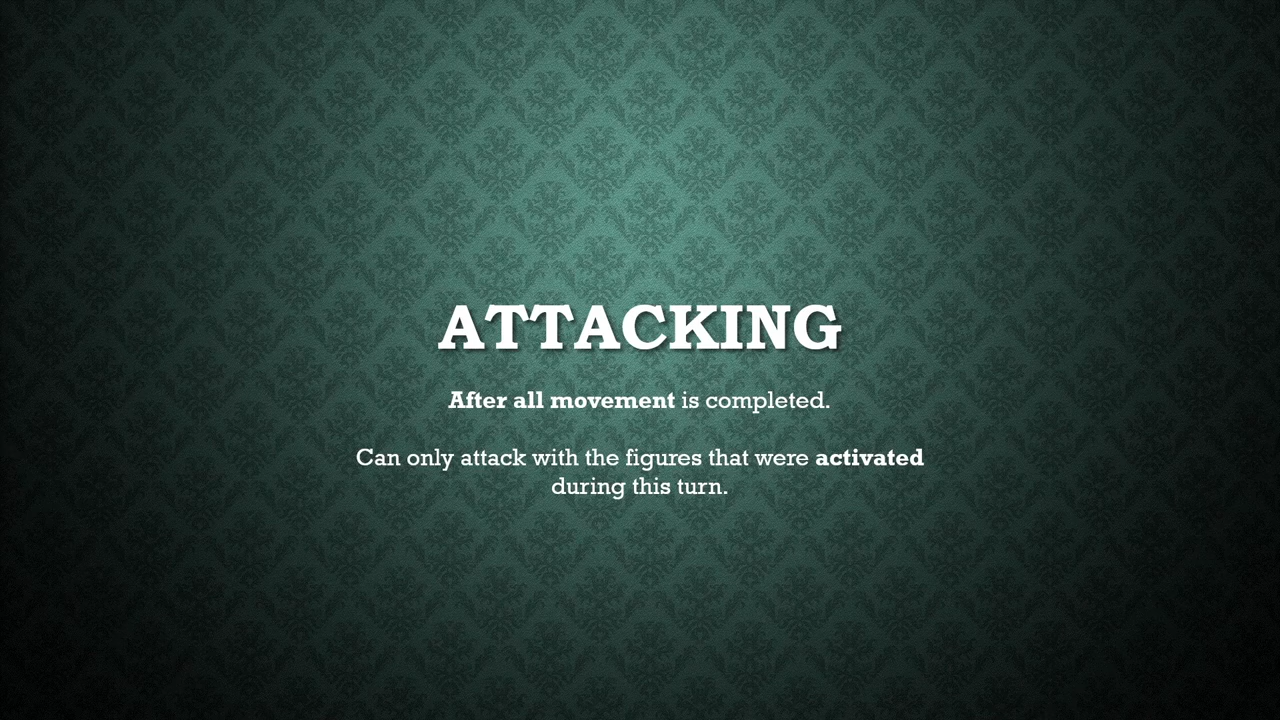 ATTACKING
After all movement is completed.
Can only attack with the figures that were activated
during this turn.